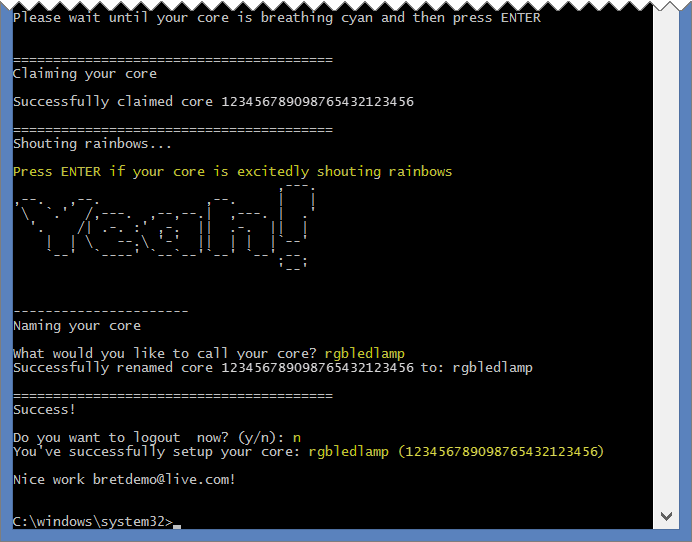 Please wait until your core is breathing cyan and then press ENTER
========================================
Claiming your core
Successfully claimed core 123456789098765432123456
========================================
Shouting rainbows...
Press ENTER if your core is excitedly shouting rainbows
Yeah!
----------------------
Naming your core
What would you like to call your core? rgbledlamp
Successfully renamed core 123456789098765432123456 to: rgbledlamp
========================================
Success!
Do you want to logout  now? (y/n): n
You've successfully setup your core: rgbledlamp (123456789098765432123456)
Nice work bretdemo@live.com!
C:\windows\system32>